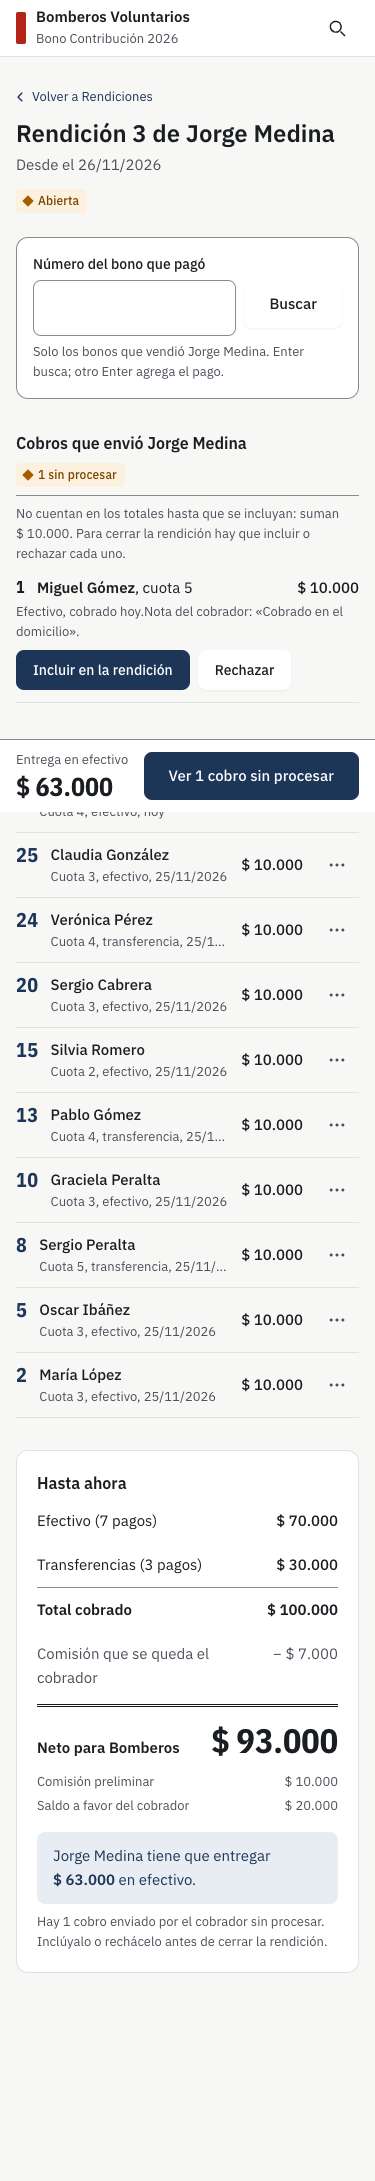 Bomberos Voluntarios
Bono Contribución 2026
Volver a Rendiciones
Rendición 3 de Jorge Medina
Desde el 26/11/2026
Abierta
Número del bono que pagó
Buscar
Solo los bonos que vendió Jorge Medina. Enter
busca; otro Enter agrega el pago.
Cobros que envió Jorge Medina
1 sin procesar
No cuentan en los totales hasta que se incluyan: suman
$ 10.000. Para cerrar la rendición hay que incluir o
rechazar cada uno.
1 Miguel Gómez, cuota 5 $ 10.000
Efectivo, cobrado hoy.Nota del cobrador: «Cobrado en el
domicilio».
Incluir en la rendición Rechazar
Entrega en efectivo
$ 63.000
Ver 1 cobro sin procesar
Cuota 4, efectivo, hoy
25 Claudia González $ 10.000 ...
Cuota 3, efectivo, 25/11/2026
24 Verónica Pérez $ 10.000 ...
Cuota 4, transferencia, 25/1...
20 Sergio Cabrera $ 10.000 ...
Cuota 3, efectivo, 25/11/2026
15 Silvia Romero $ 10.000 ...
Cuota 2, efectivo, 25/11/2026
13 Pablo Gómez $ 10.000 ...
Cuota 4, transferencia, 25/1...
10 Graciela Peralta $ 10.000 ...
Cuota 3, efectivo, 25/11/2026
8 Sergio Peralta $ 10.000 ...
Cuota 5, transferencia, 25/11/...
5 Oscar Ibáñez $ 10.000 ...
Cuota 3, efectivo, 25/11/2026
2 María López $ 10.000 ...
Cuota 3, efectivo, 25/11/2026
Hasta ahora
Efectivo (7 pagos) $ 70.000
Transferencias (3 pagos) $ 30.000
Total cobrado $ 100.000
Comisión que se queda el − $ 7.000
cobrador
Neto para Bomberos $ 93.000
Comisión preliminar $ 10.000
Saldo a favor del cobrador $ 20.000
Jorge Medina tiene que entregar
$ 63.000 en efectivo.
Hay 1 cobro enviado por el cobrador sin procesar.
Inclúyalo o rechácelo antes de cerrar la rendición.